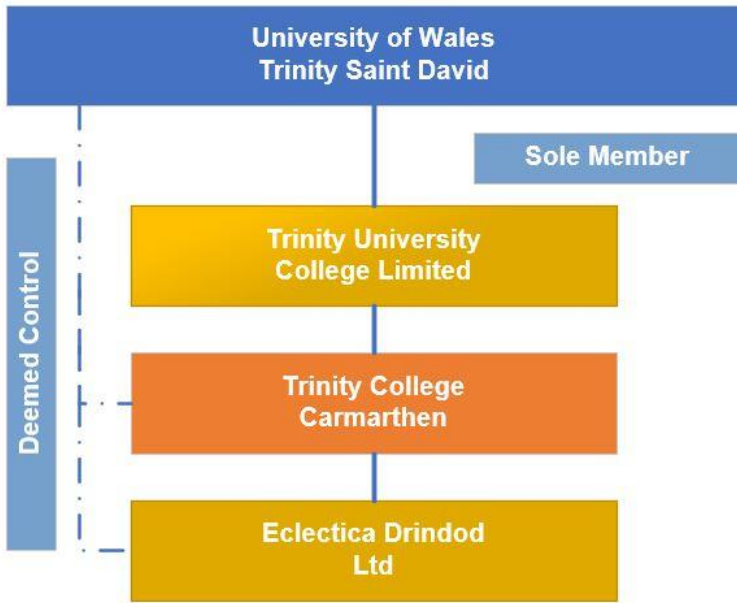 University of Wales
Trinity Saint David
Sole Member
Deemed Control
Trinity University
College Limited
Trinity College
Carmarthen
Eclectica Drindod
Ltd